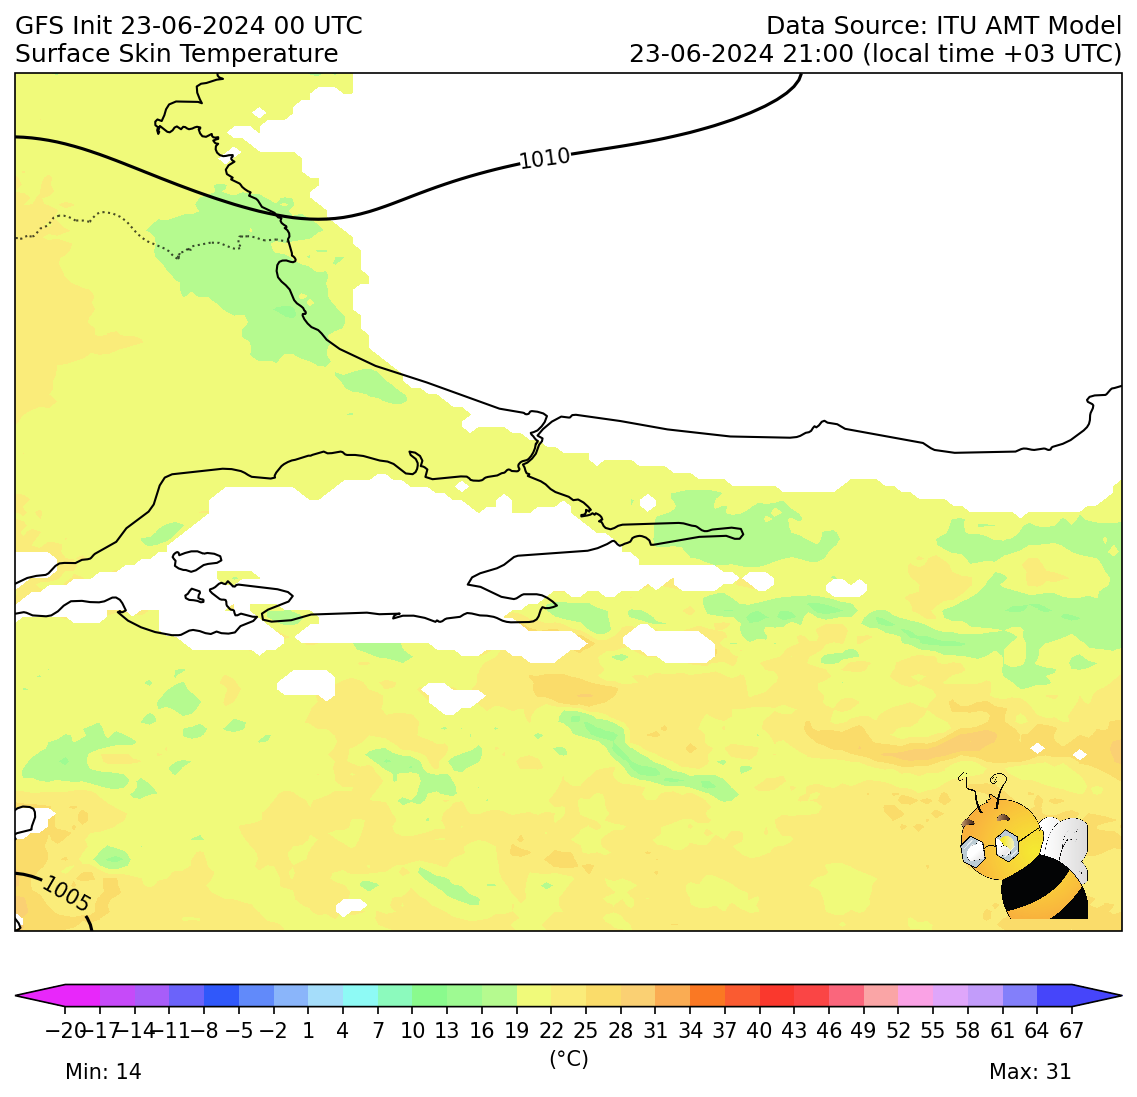 GFS Init 23-06-2024 00 UTC
Data Source: ITU AMT Model
Surface Skin Temperature
23-06-2024 21:00 (local time +03 UTC)
1010
1005
−20 −17 −14 −11 −8 −5 −2 1 4 7 10 13 16 19 22 25 28 31 34 37 40 43 46 49 52 55 58 61 64 67
(°C)
Min: 14
Max: 31